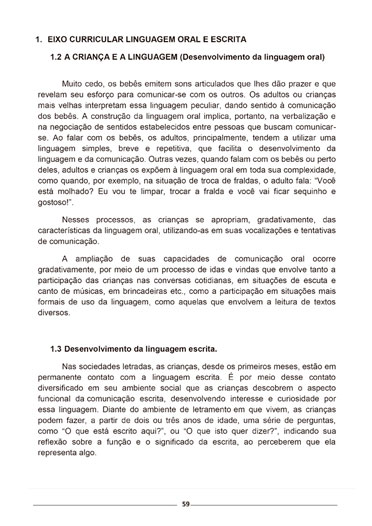 1. EIXO CURRICULAR LINGUAGEM ORAL E ESCRITA
1.2 A CRIANÇA E A LINGUAGEM (Desenvolvimento da linguagem oral)
Muito cedo, os bebês emitem sons articulados que lhes dão prazer e que
revelam seu esforço para comunicar-se com os outros. Os adultos ou crianças
mais velhas interpretam essa linguagem peculiar, dando sentido à comunicação
dos bebês. A construção da linguagem oral implica, portanto, na verbalização e
na negociação de sentidos estabelecidos entre pessoas que buscam comunicar-
se. Ao falar com os bebês, os adultos, principalmente, tendem a utilizar uma
linguagem simples, breve e repetitiva, que facilita o desenvolvimento da
linguagem e da comunicação. Outras vezes, quando falam com os bebês ou perto
deles, adultos e crianças os expõem à linguagem oral em toda sua complexidade,
como quando, por exemplo, na situação de troca de fraldas, o adulto fala: “Você
está molhado? Eu vou te limpar, trocar a fralda e você vai ficar sequinho e
gostoso!”.
Nesses processos, as crianças se apropriam, gradativamente, das
características da linguagem oral, utilizando-as em suas vocalizações e tentativas
de comunicação.
A ampliação de suas capacidades de comunicação oral ocorre
gradativamente, por meio de um processo de idas e vindas que envolve tanto a
participação das crianças nas conversas cotidianas, em situações de escuta e
canto de músicas, em brincadeiras etc., como a participação em situações mais
formais de uso da linguagem, como aquelas que envolvem a leitura de textos
diversos.
1.3 Desenvolvimento da linguagem escrita.
Nas sociedades letradas, as crianças, desde os primeiros meses, estão em
permanente contato com a linguagem escrita. É por meio desse contato
diversificado em seu ambiente social que as crianças descobrem o aspecto
funcional da comunicação escrita, desenvolvendo interesse e curiosidade por
essa linguagem. Diante do ambiente de letramento em que vivem, as crianças
podem fazer, a partir de dois ou três anos de idade, uma série de perguntas,
como “O que está escrito aqui?”, ou “O que isto quer dizer?”, indicando sua
reflexão sobre a função e o significado da escrita, ao perceberem que ela
representa algo.
59